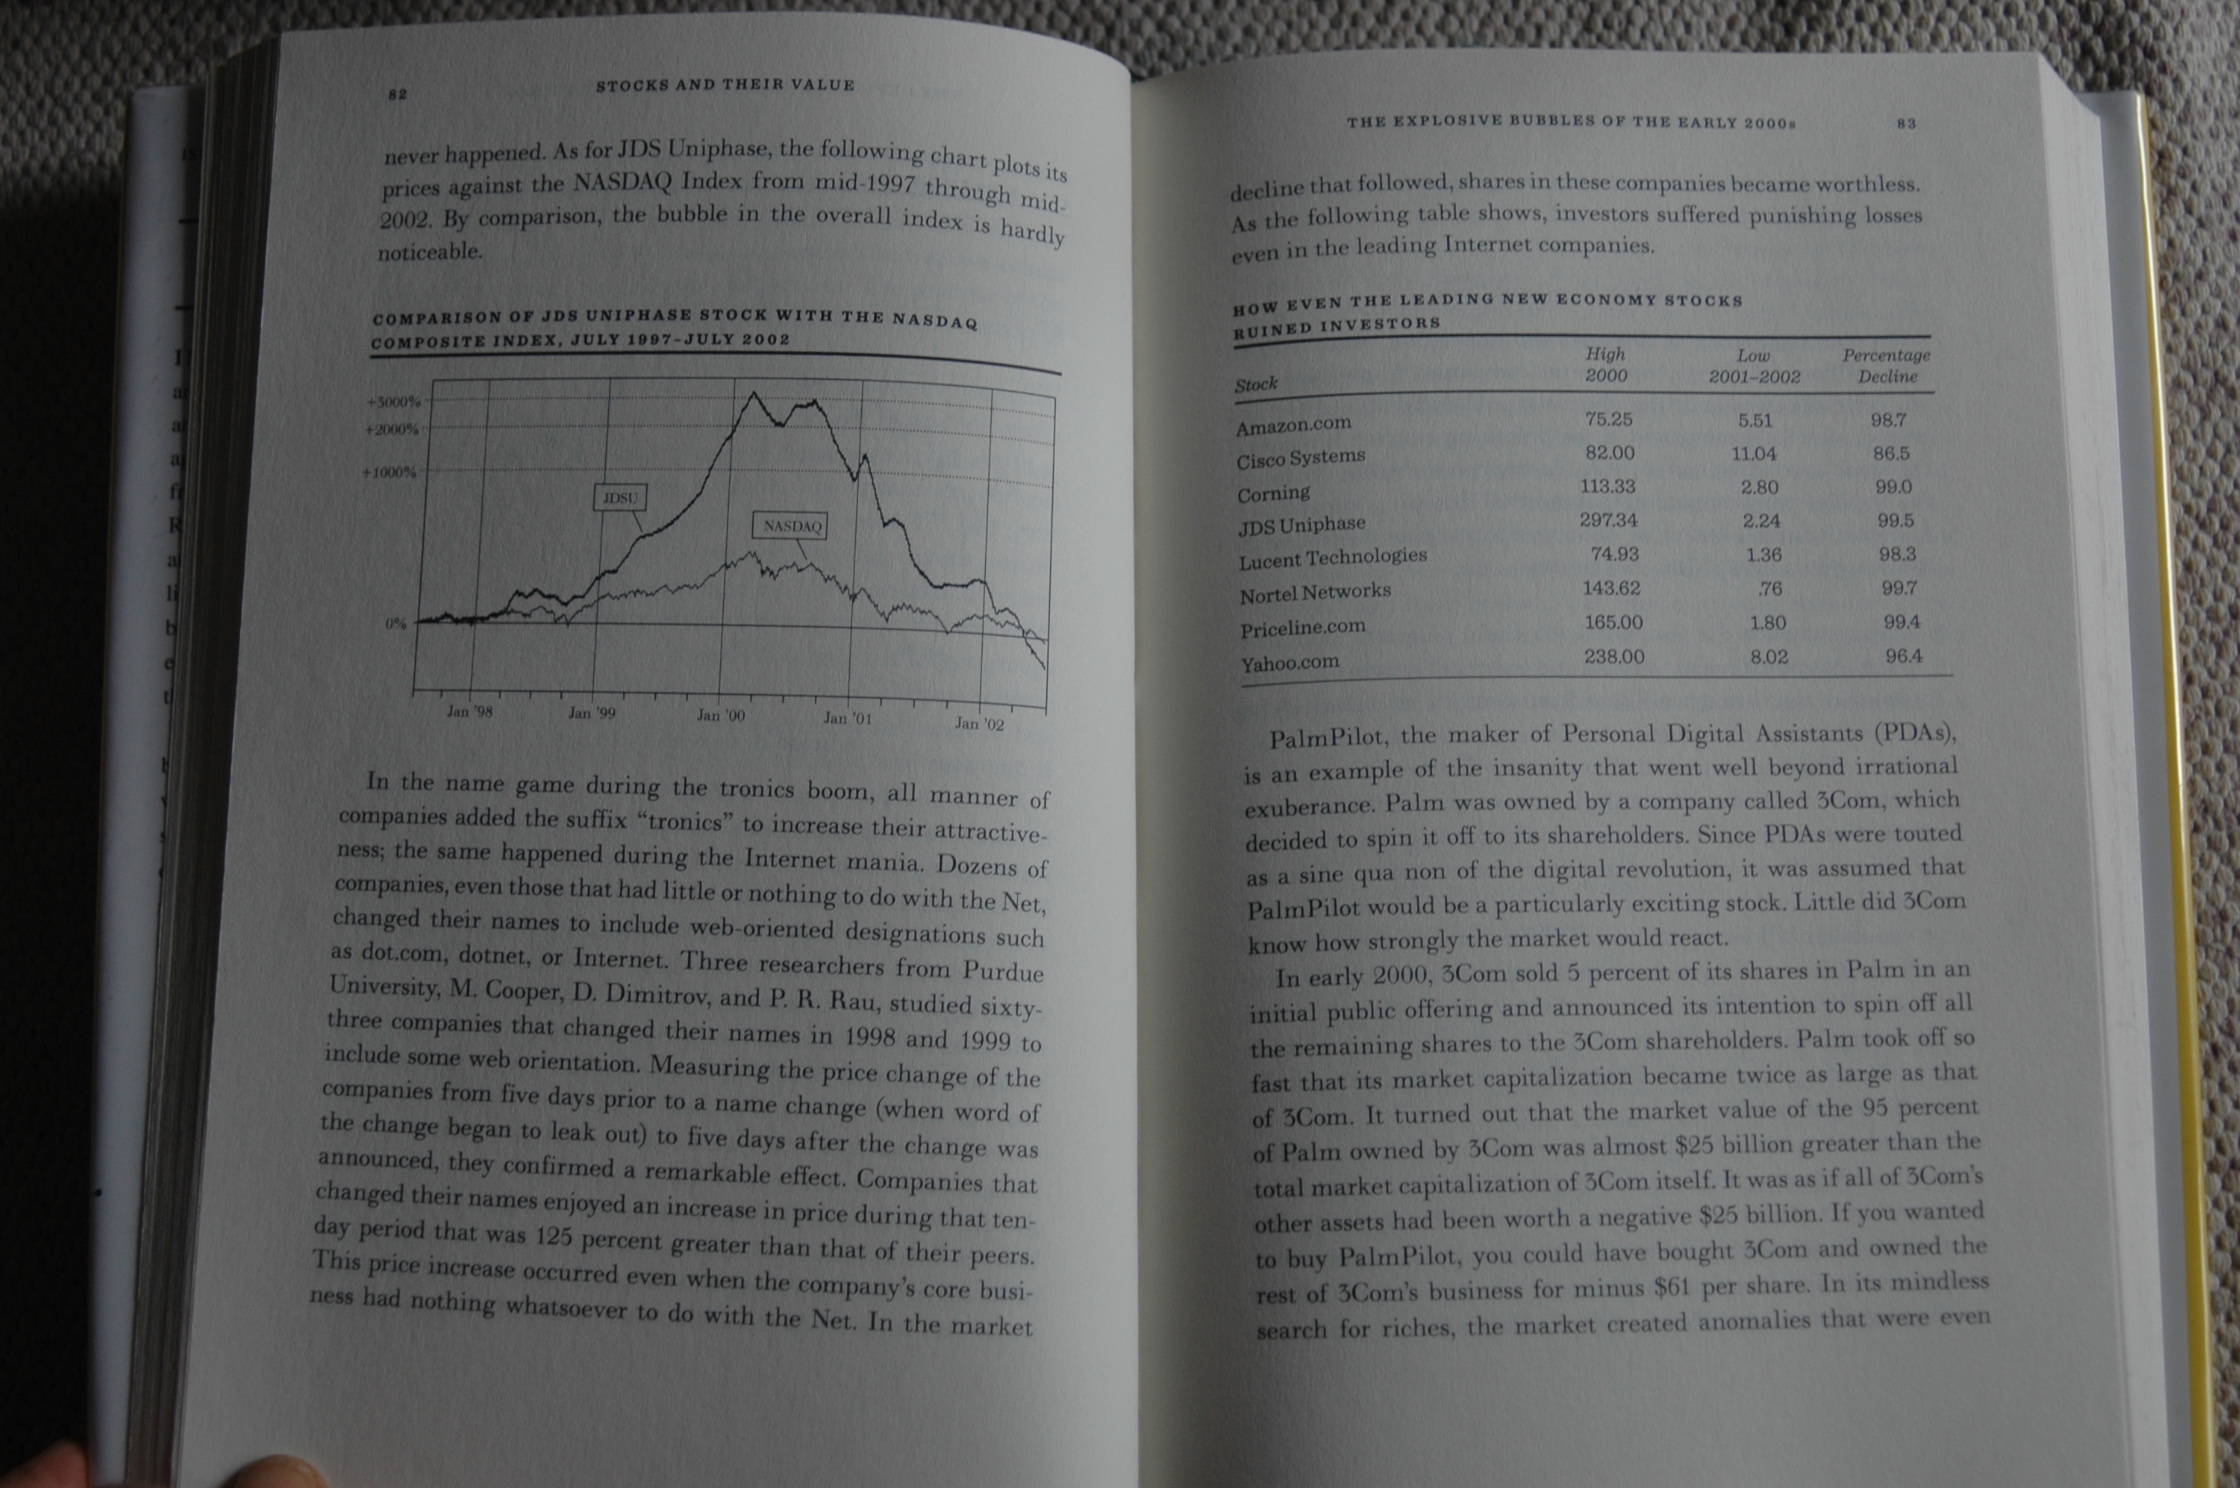 82
STOCKS AND THEIR VALUE
never happened. As for JDS Uniphase, the following chart plots its
prices against the NASDAQ Index from mid-1997 through mid-
2002. By comparison, the bubble in the overall index is hardly
noticeable.
COMPARISON OF JDS UNIPHASE STOCK WITH THE NASDAQ
COMPOSITE INDEX, JULY 1997–JULY 2002
+3000%
+2000%
+1000%
0%
JDSU
NASDAQ
Jan '98
Jan '99
Jan '00
Jan '01
Jan '02
In the name game during the tronics boom, all manner of
companies added the suffix “tronics” to increase their attractive-
ness; the same happened during the Internet mania. Dozens of
companies, even those that had little or nothing to do with the Net,
changed their names to include web-oriented designations such
as dot.com, dotnet, or Internet. Three researchers from Purdue
University, M. Cooper, D. Dimitrov, and P. R. Rau, studied sixty-
three companies that changed their names in 1998 and 1999 to
include some web orientation. Measuring the price change of the
companies from five days prior to a name change (when word of
the change began to leak out) to five days after the change was
announced, they confirmed a remarkable effect. Companies that
changed their names enjoyed an increase in price during that ten-
day period that was 125 percent greater than that of their peers.
This price increase occurred even when the company’s core busi-
ness had nothing whatsoever to do with the Net. In the market
THE EXPLOSIVE BUBBLES OF THE EARLY 2000s
83
decline that followed, shares in these companies became worthless.
As the following table shows, investors suffered punishing losses
even in the leading Internet companies.
HOW EVEN THE LEADING NEW ECONOMY STOCKS
RUINED INVESTORS
High Low Percentage
Stock 2000 2001–2002 Decline
Amazon.com 75.25 5.51 98.7
Cisco Systems 82.00 11.04 86.5
Corning 113.33 2.80 99.0
JDS Uniphase 297.34 2.24 99.5
Lucent Technologies 74.93 1.36 98.3
Nortel Networks 143.62 .76 99.7
Priceline.com 165.00 1.80 99.4
Yahoo.com 238.00 8.02 96.4
PalmPilot, the maker of Personal Digital Assistants (PDAs),
is an example of the insanity that went well beyond irrational
exuberance. Palm was owned by a company called 3Com, which
decided to spin it off to its shareholders. Since PDAs were touted
as a sine qua non of the digital revolution, it was assumed that
PalmPilot would be a particularly exciting stock. Little did 3Com
know how strongly the market would react.
In early 2000, 3Com sold 5 percent of its shares in Palm in an
initial public offering and announced its intention to spin off all
the remaining shares to the 3Com shareholders. Palm took off so
fast that its market capitalization became twice as large as that
of 3Com. It turned out that the market value of the 95 percent
of Palm owned by 3Com was almost $25 billion greater than the
total market capitalization of 3Com itself. It was as if all of 3Com’s
other assets had been worth a negative $25 billion. If you wanted
to buy PalmPilot, you could have bought 3Com and owned the
rest of 3Com’s business for minus $61 per share. In its mindless
search for riches, the market created anomalies that were even